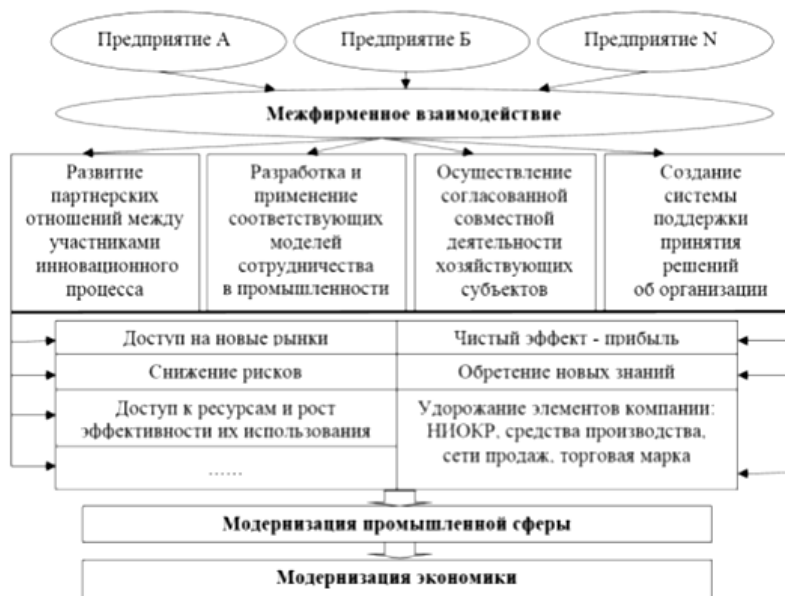 Предприятие А
Предприятие Б
Предприятие N
Межфирменное взаимодействие
Развитие
партнерских
отношений между
участниками
инновационного
процесса
Разработка и
применение
соответствующих
моделей
сотрудничества
в промышленности
Осуществление
согласованной
совместной
деятельности
хозяйствующих
субъектов
Создание
системы
поддержки
принятия
решений
об организации
Доступ на новые рынки
Чистый эффект - прибыль
Снижение рисков
Обретение новых знаний
Доступ к ресурсам и рост
эффективности их использования
……
Удорожание элементов компании:
НИОКР, средства производства,
сети продаж, торговая марка
Модернизация промышленной сферы
Модернизация экономики